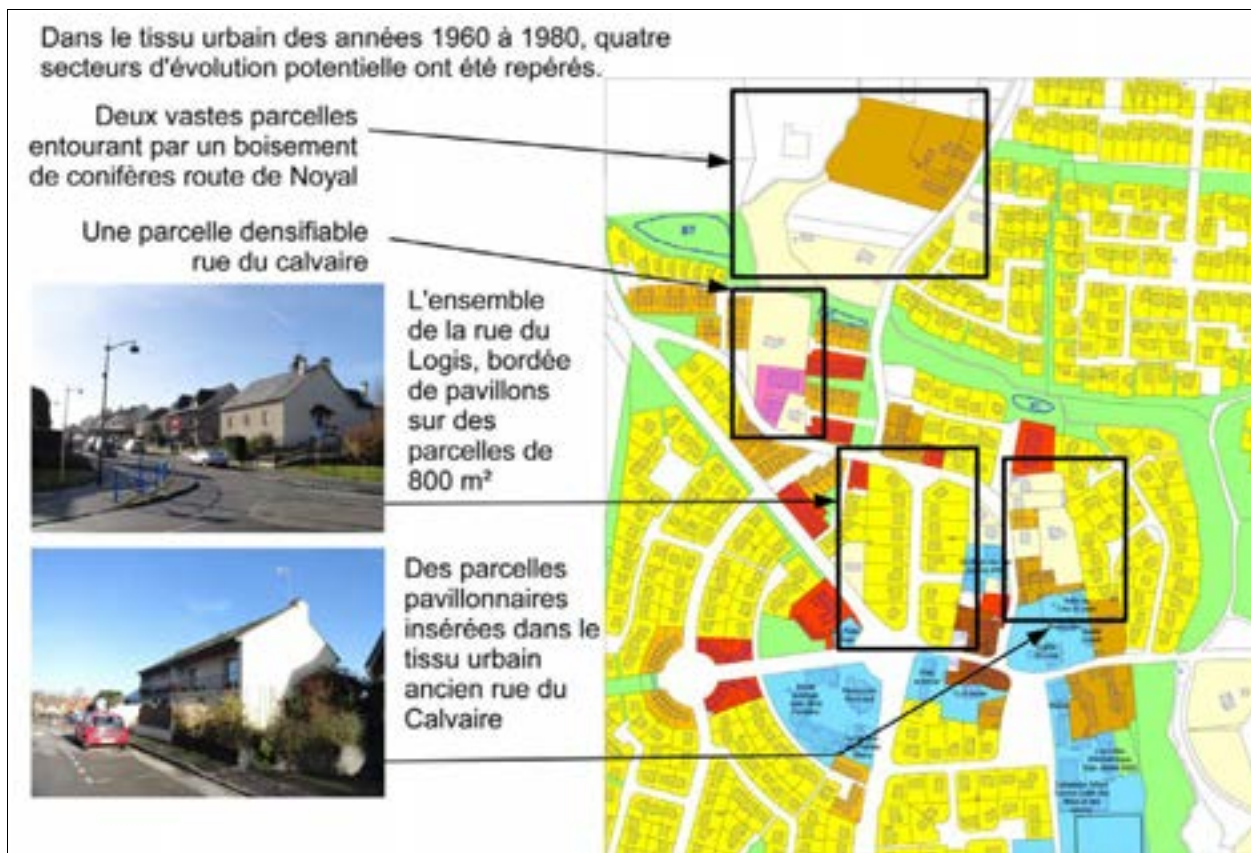 Dans le tissu urbain des années 1960 à 1980, quatre
secteurs d'évolution potentielle ont été repérés.
Deux vastes parcelles
entourant par un boisement
de conifères route de Noyal
Une parcelle densifiable
rue du calvaire
L'ensemble
de la rue du
Logis, bordée
de pavillons
sur des
parcelles de
800 m²
Des parcelles
pavillonnaires
insérées dans le
tissu urbain
ancien rue du
Calvaire